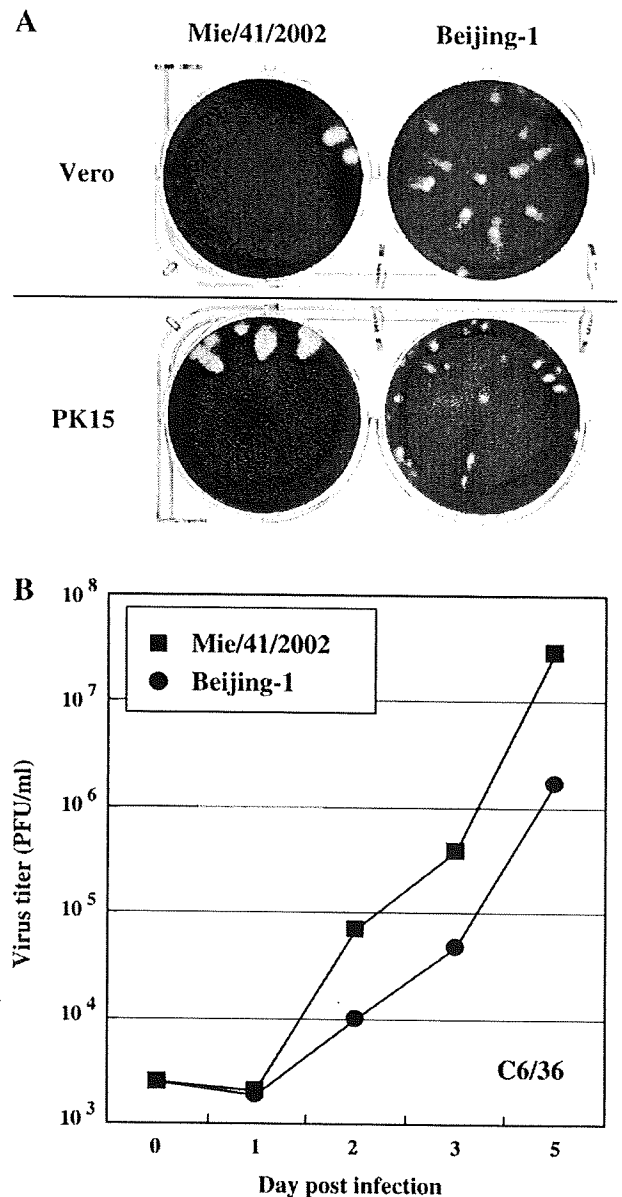 A
Mie/41/2002 Beijing-1
Vero
PK15
B
10^8
10^7
10^6
10^5
10^4
10^3
Virus titer (PFU/ml)
Mie/41/2002
Beijing-1
C6/36
0 1 2 3 5
Day post infection